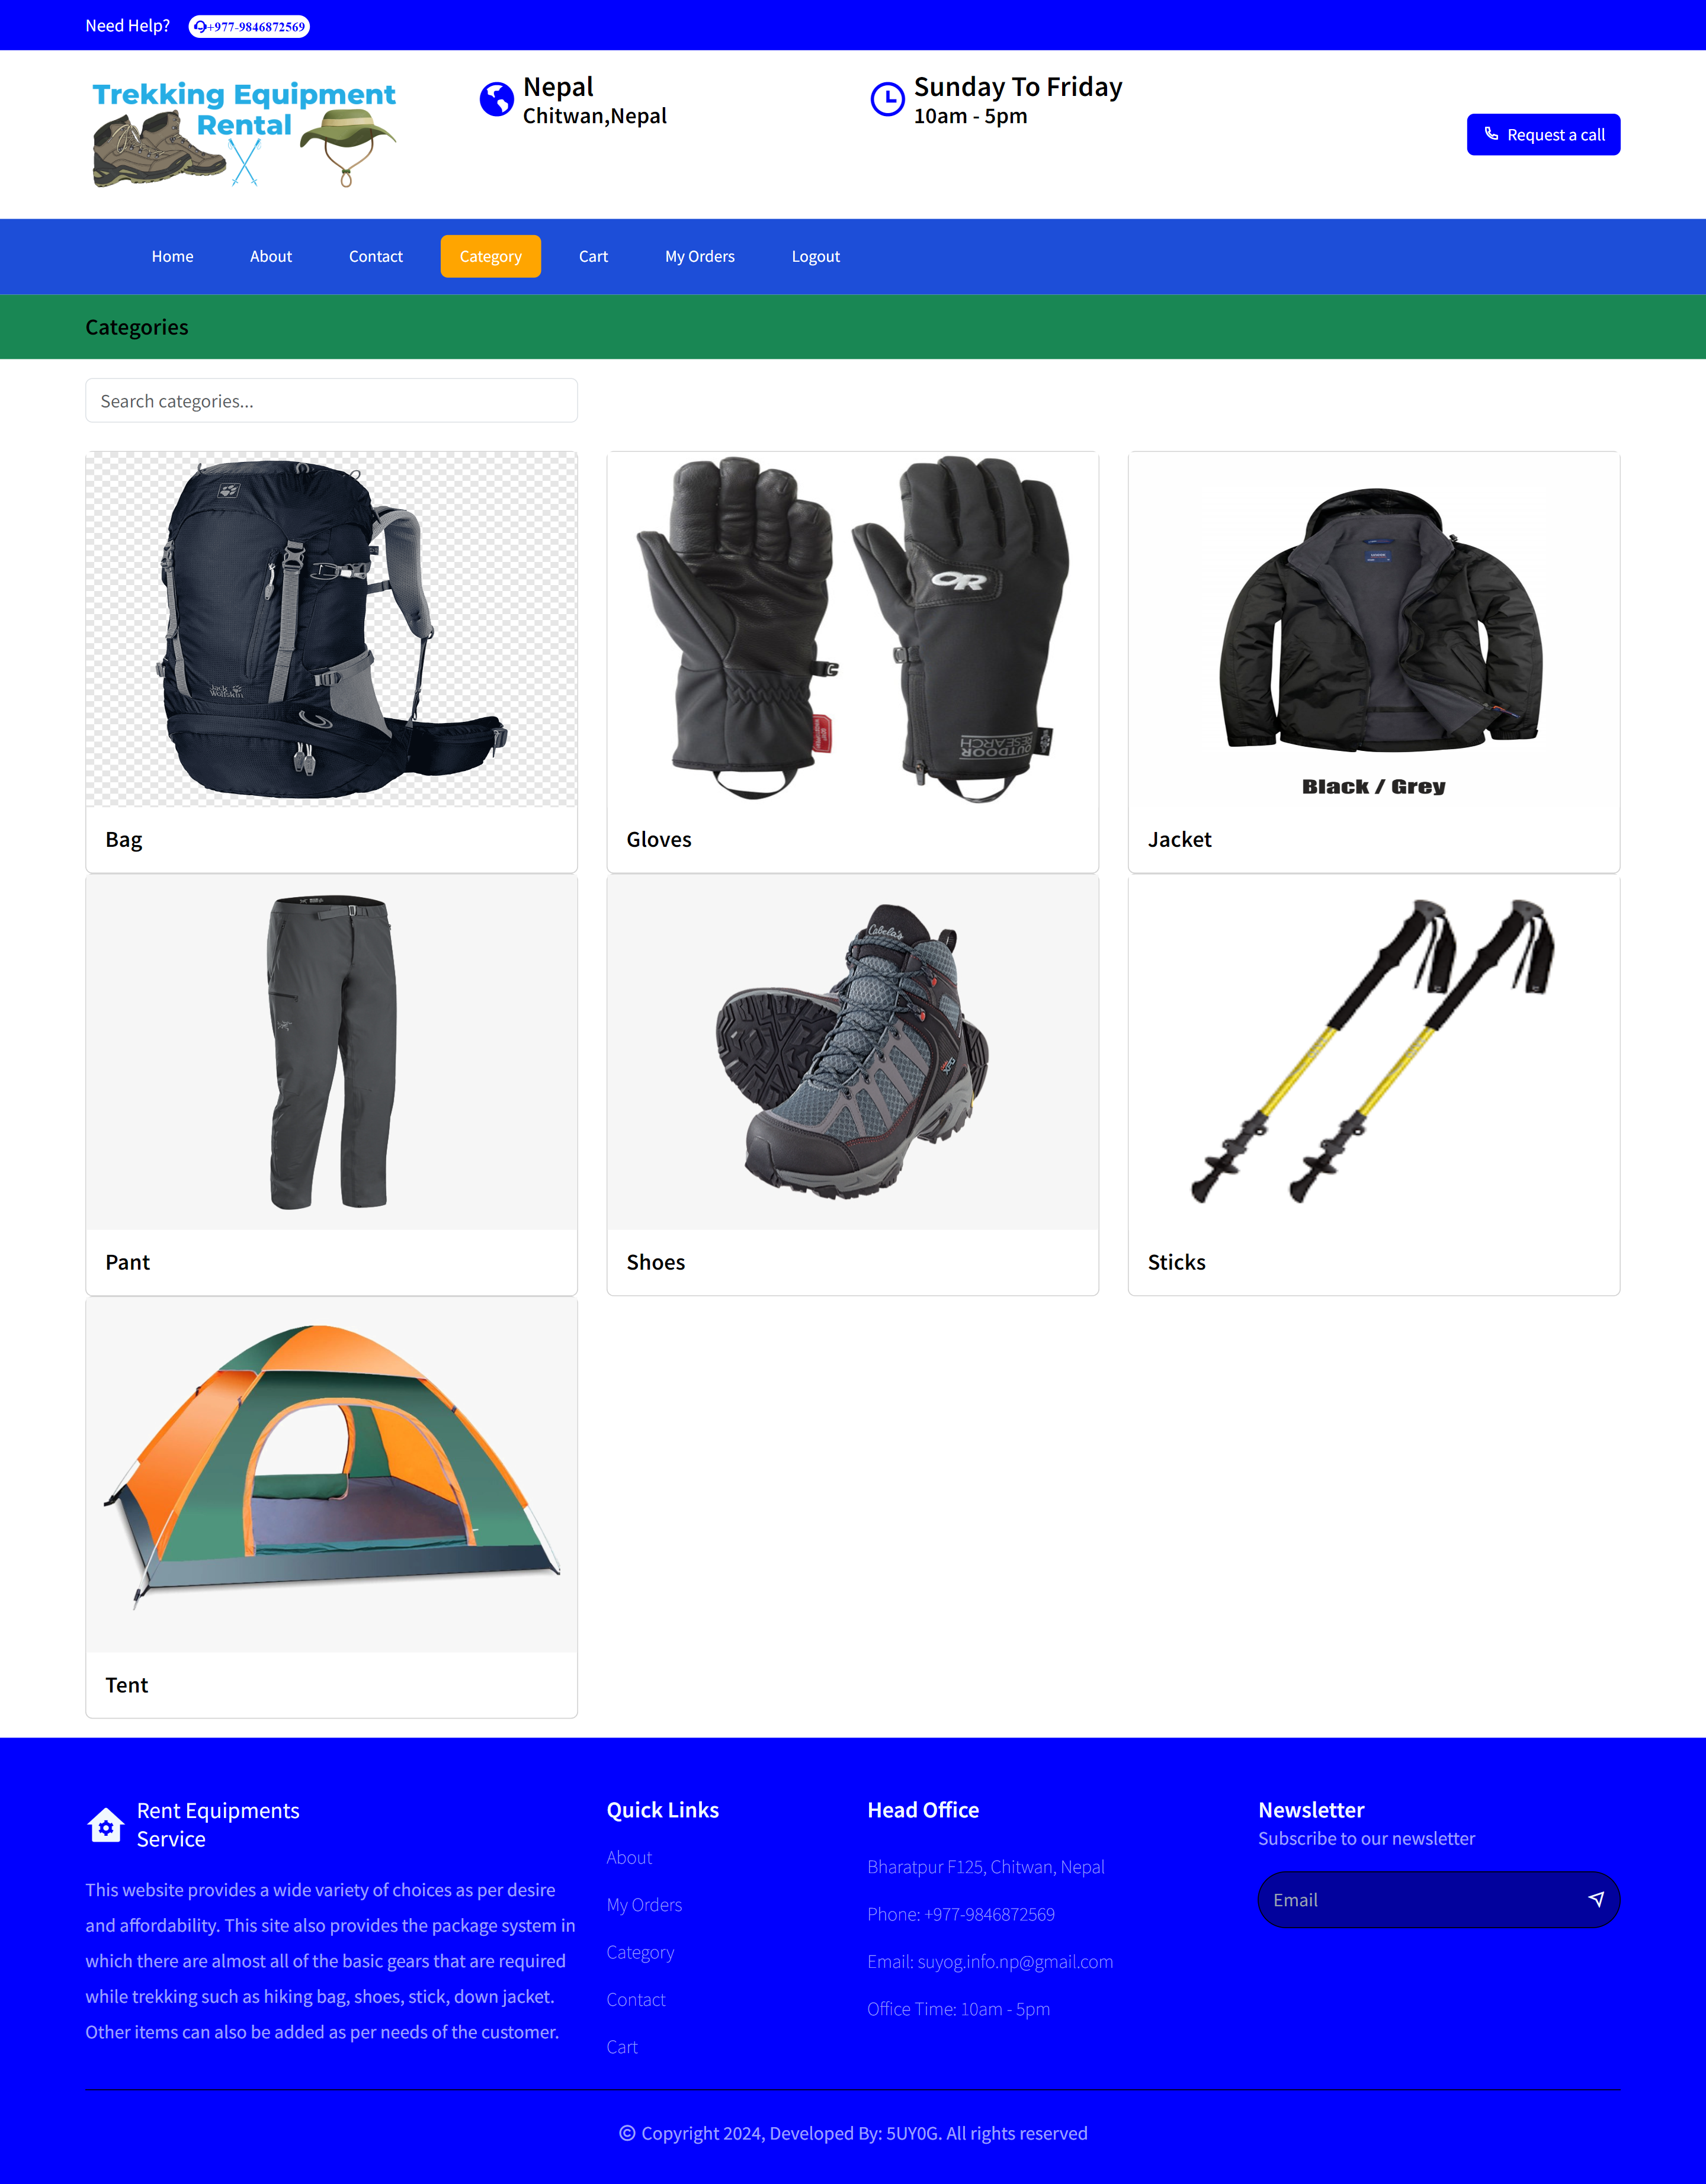 Need Help? +977-9846872569
Trekking Equipment
Rental
Nepal
Chitwan,Nepal
Sunday To Friday
10am - 5pm
Request a call
Home About Contact Category Cart My Orders Logout
Categories
Search categories...
Jack
Wolfskin
OR
OUTDOOR
RESEARCH
Black / Grey
Bag
Gloves
Jacket
Cabela's
Pant
Shoes
Sticks
Tent
Rent Equipments
Service
This website provides a wide variety of choices as per desire
and affordability. This site also provides the package system in
which there are almost all of the basic gears that are required
while trekking such as hiking bag, shoes, stick, down jacket.
Other items can also be added as per needs of the customer.
Quick Links
About
My Orders
Category
Contact
Cart
Head Office
Bharatpur F125, Chitwan, Nepal
Phone: +977-9846872569
Email: suyog.info.np@gmail.com
Office Time: 10am - 5pm
Newsletter
Subscribe to our newsletter
Email
© Copyright 2024, Developed By: 5UY0G. All rights reserved